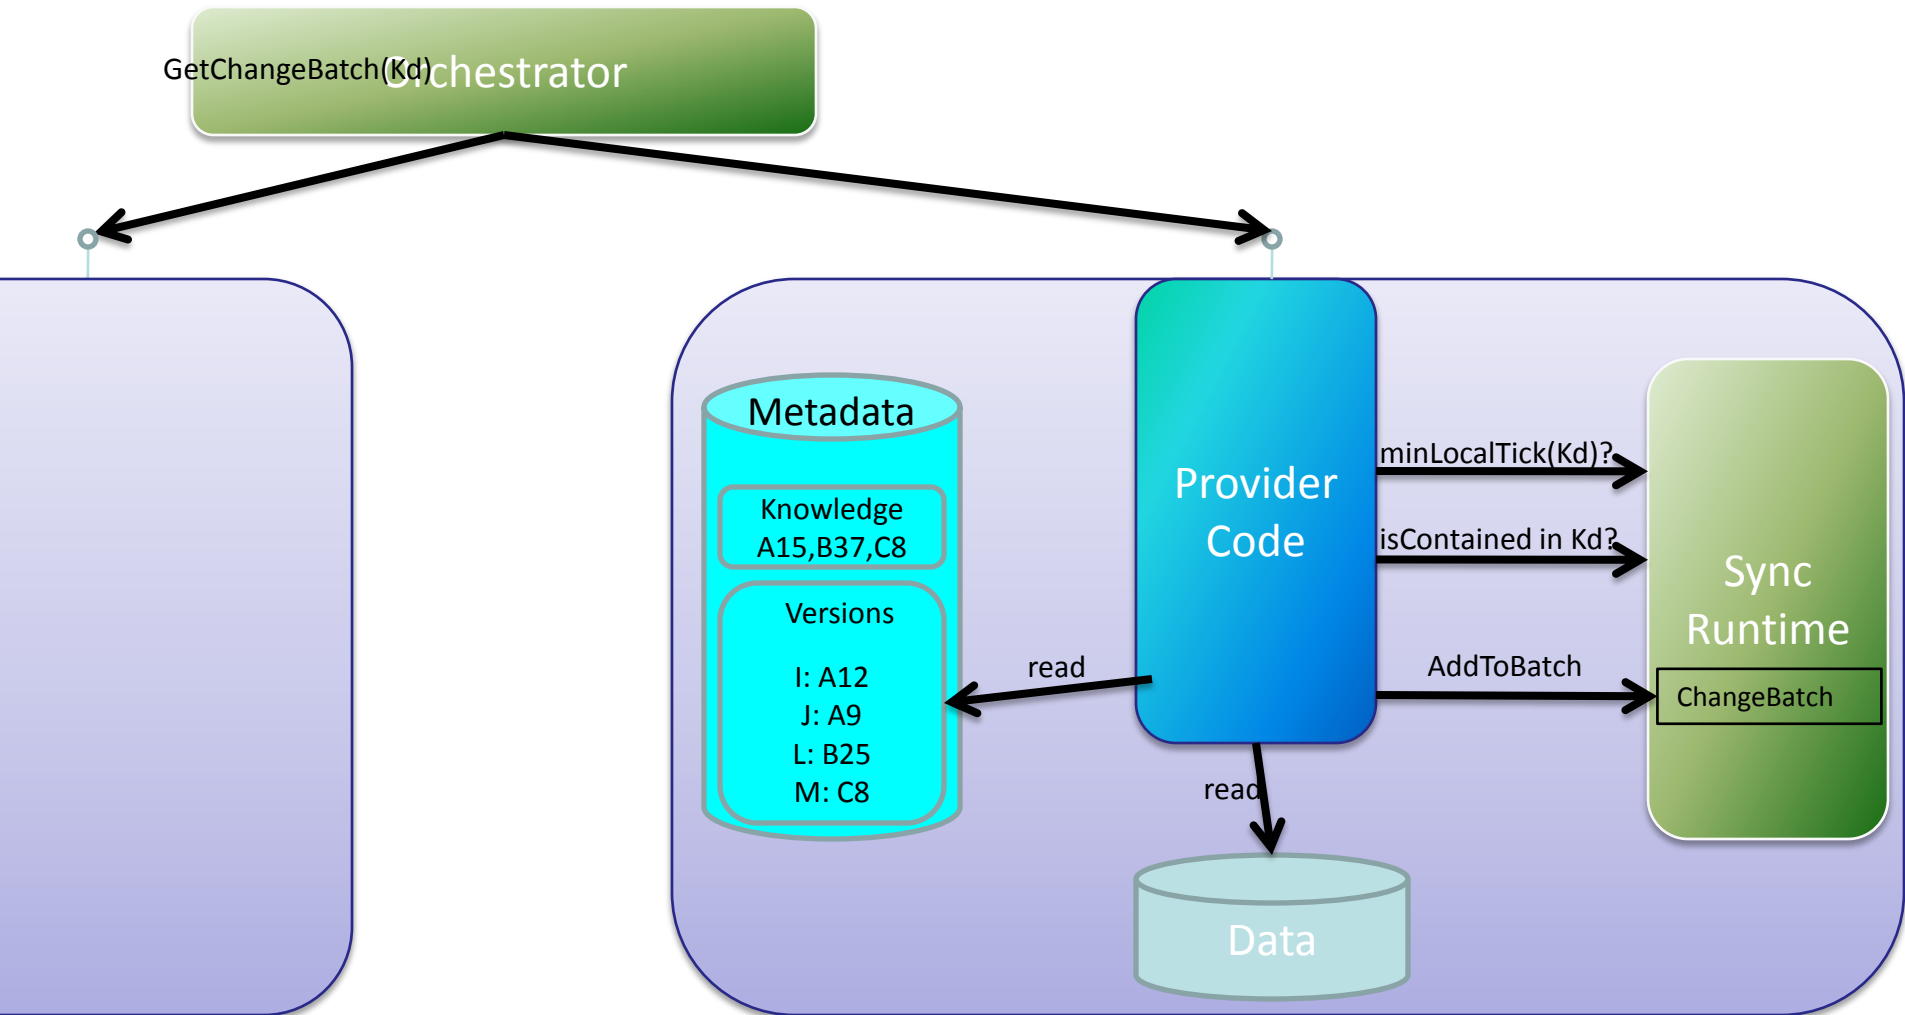 GetChangeBatch(Kd)
Orchestrator
Metadata
Knowledge
A15,B37,C8
Versions
I: A12
J: A9
L: B25
M: C8
read
Provider
Code
read
Data
minLocalTick(Kd)?
isContained in Kd?
AddToBatch
Sync
Runtime
ChangeBatch